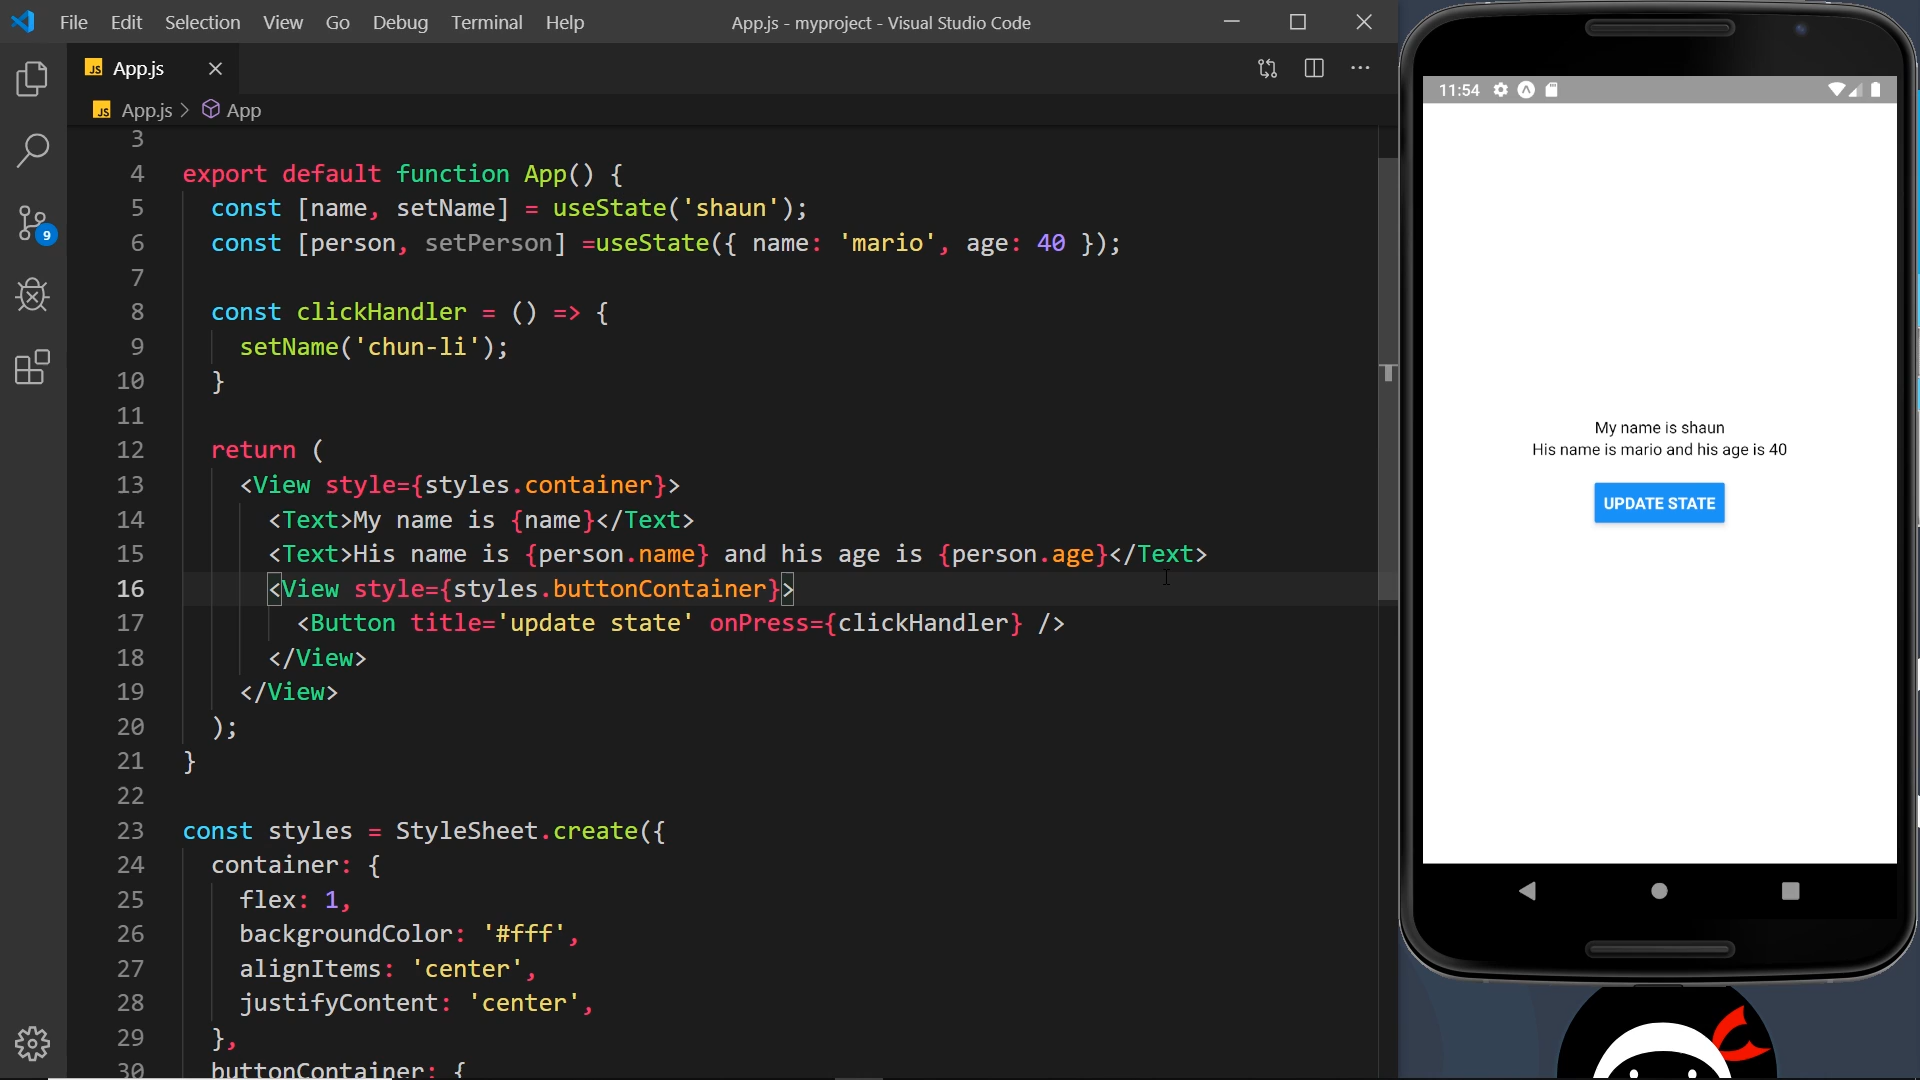 File Edit Selection View Go Debug Terminal Help App.js - myproject - Visual Studio Code
JS App.js
JS App.js > App
3
4 export default function App() {
5 const [name, setName] = useState('shaun');
6 const [person, setPerson] =useState({ name: 'mario', age: 40 });
7
8 const clickHandler = () => {
9 setName('chun-li');
10 }
11
12 return (
13 <View style={styles.container}>
14 <Text>My name is {name}</Text>
15 <Text>His name is {person.name} and his age is {person.age}</Text>
16 <View style={styles.buttonContainer}>
17 <Button title='update state' onPress={clickHandler} />
18 </View>
19 </View>
20 );
21 }
22
23 const styles = StyleSheet.create({
24 container: {
25 flex: 1,
26 backgroundColor: '#fff',
27 alignItems: 'center',
28 justifyContent: 'center',
29 },
30 buttonContainer: {
9
11:54
My name is shaun
His name is mario and his age is 40
UPDATE STATE